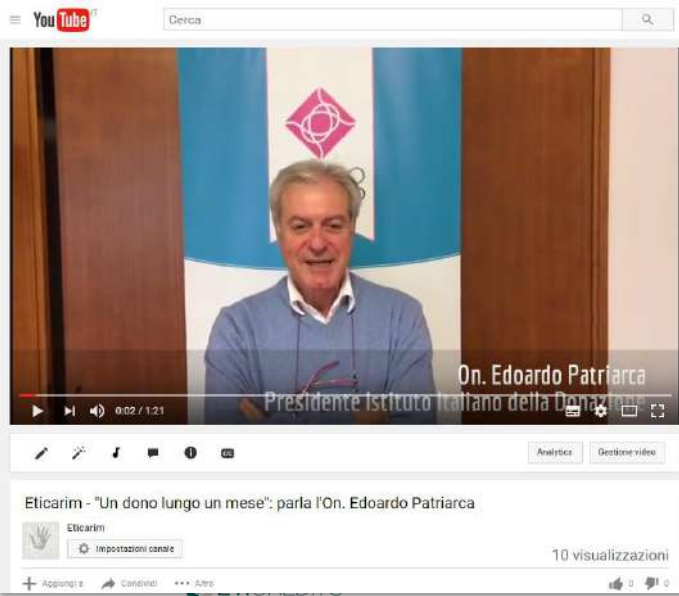 YouTube IT
Cerca
On. Edoardo Patriarca
Presidente Istituto Italiano della Donazione
0:02 / 1:21
Analytics
Gestione video
Eticarim - "Un dono lungo un mese": parla l'On. Edoardo Patriarca
Eticarim
Impostazioni canale
10 visualizzazioni
Aggiungi a
Condividi
Altro
0
0